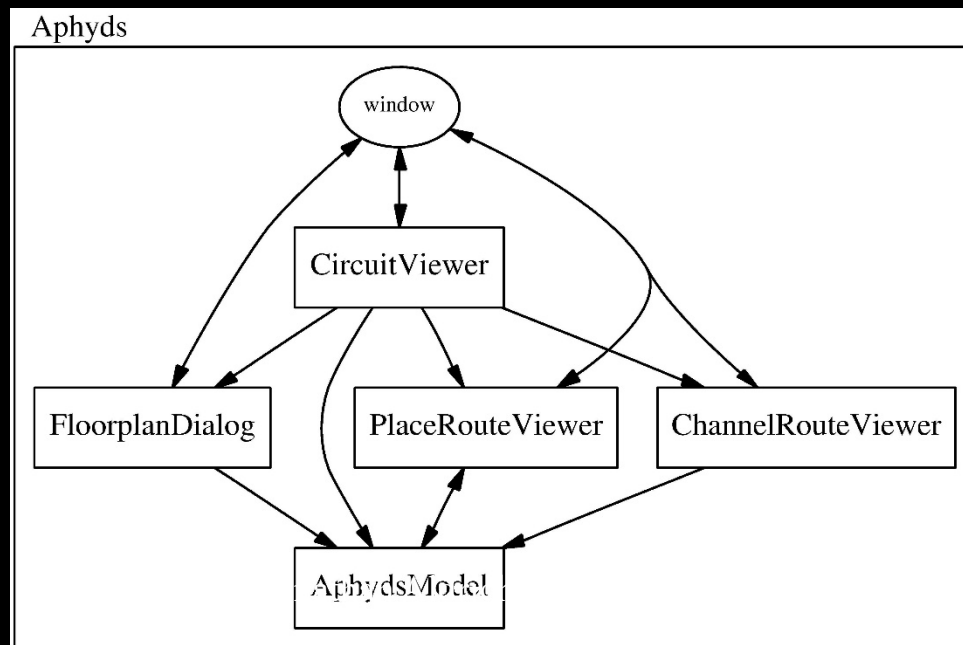 Aphyds
window
CircuitViewer
FloorplanDialog
PlaceRouteViewer
ChannelRouteViewer
AphydsModel